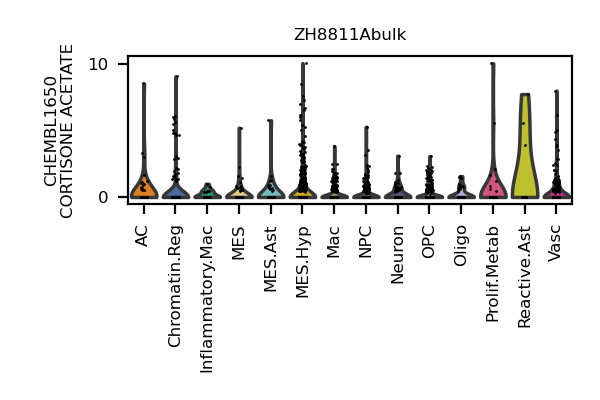 ZH8811Abulk
CHEMBL1650
CORTISONE ACETATE
10
0
AC
Chromatin.Reg
Inflammatory.Mac
MES
MES.Ast
MES.Hyp
Mac
NPC
Neuron
OPC
Oligo
Prolif.Metab
Reactive.Ast
Vasc